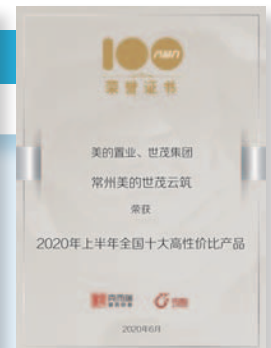 100
荣誉证书
美的置业、世茂集团
常州美的世茂云筑
荣获
2020年上半年全国十大高性价比产品
2020年6月